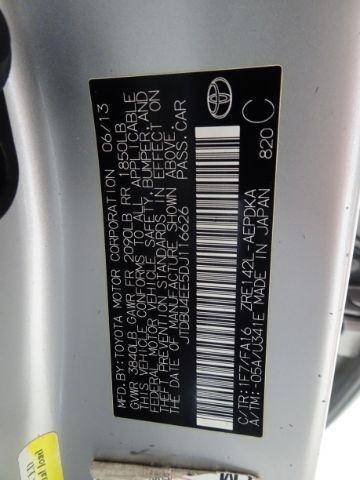 MFD.BY:TOYOTA MOTOR CORPORATION 06/13
GVWR 3840LB GAWR FR 2090LB RR 1850LB
THIS VEHICLE CONFORMS TO ALL APPLICABLE
FEDERAL MOTOR VEHICLE SAFETY, BUMPER, AND
THEFT PREVENTION STANDARDS IN EFFECT ON
THE DATE OF MANUFACTURE SHOWN ABOVE.
JTDBU4EE5DJ116626 PASS.CAR
C/TR:1F7/FA16 ZRE142L-AEPDKA
A/TRI:-05A/U341E MADE IN JAPAN
820 C